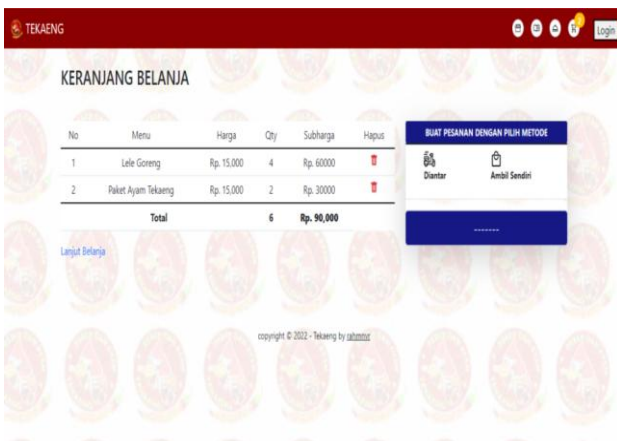 TEKAENG
Login
KERANJANG BELANJA
No Menu Harga Qty Subharga Hapus
1 Lele Goreng Rp. 15,000 4 Rp. 60000
2 Paket Ayam Tekaeng Rp. 15,000 2 Rp. 30000
Total 6 Rp. 90,000
Lanjut Belanja
BUAT PESANAN DENGAN PILIH METODE
Diantar Ambil Sendiri
-------
copyright © 2022 - Tekaeng by